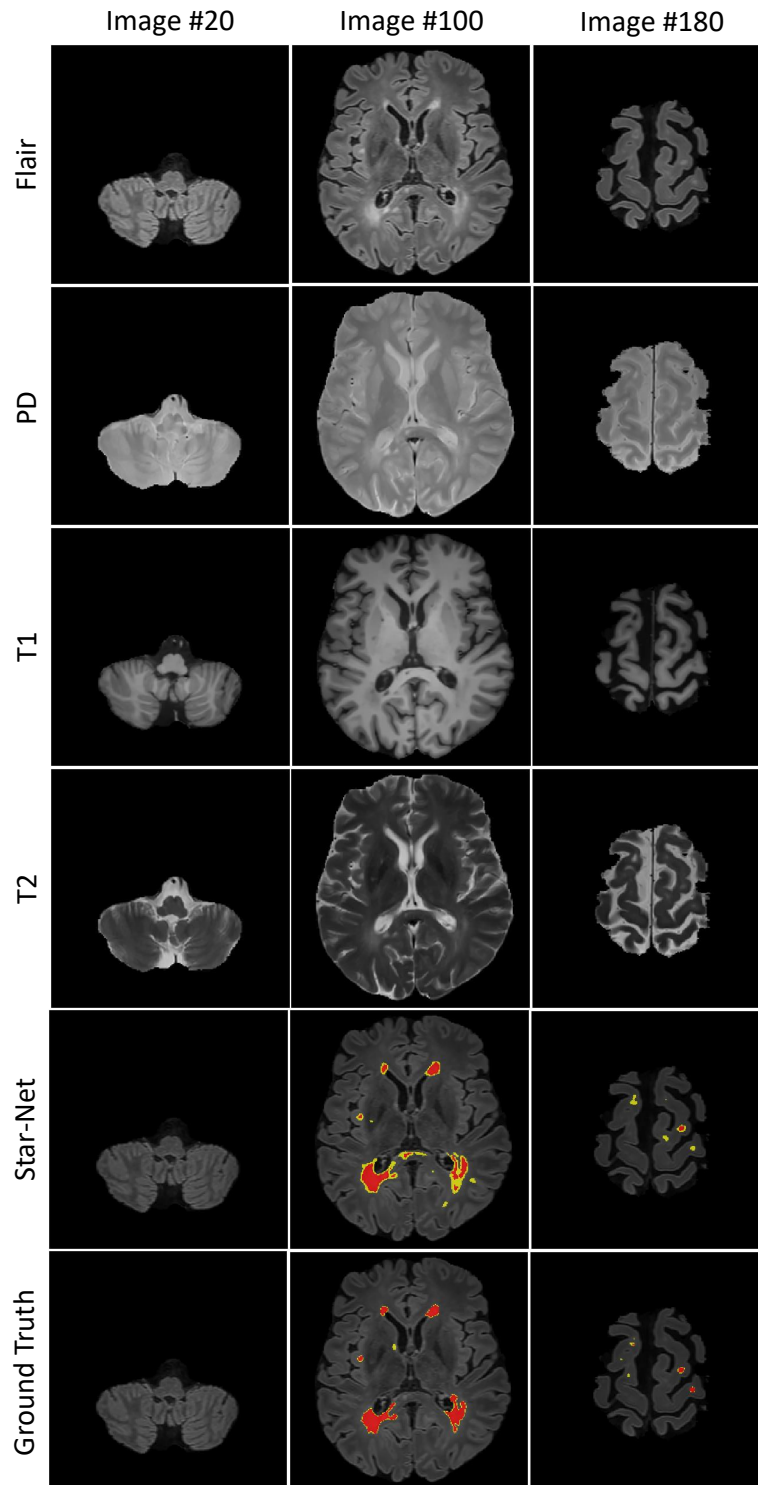 Image #20
Image #100
Image #180
Flair
PD
T1
T2
Star-Net
Ground Truth